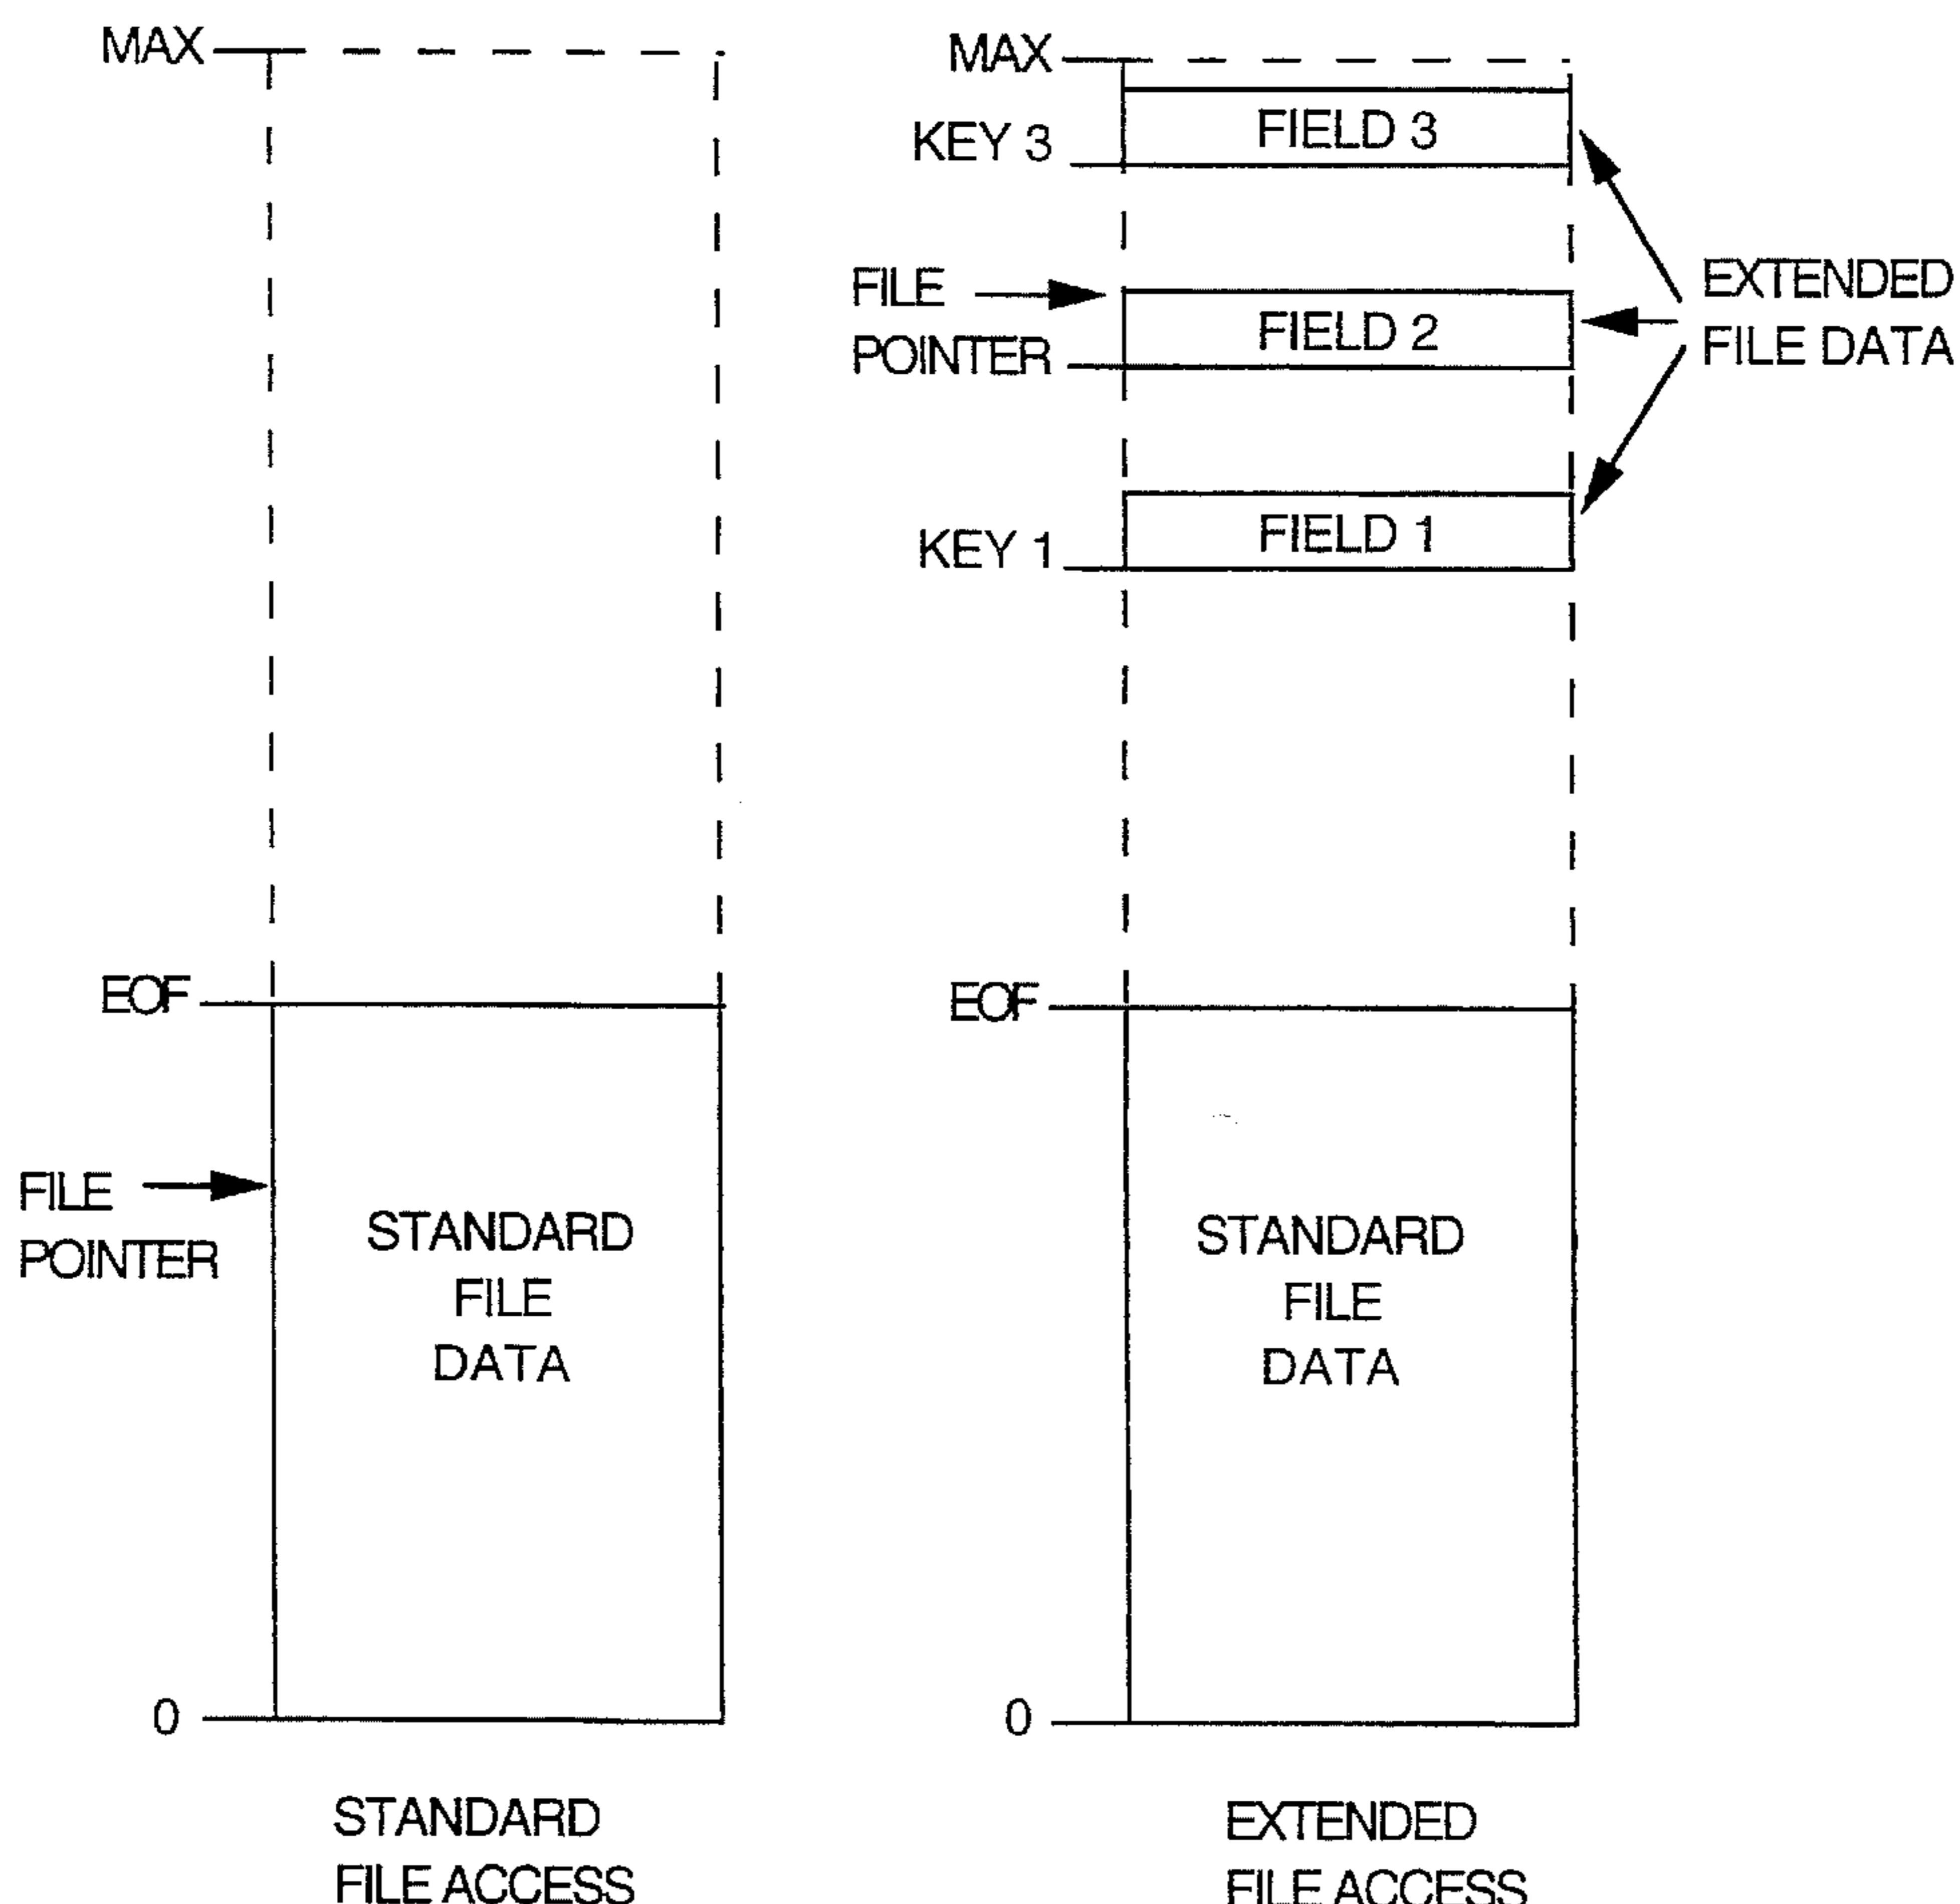 MAX
EOF
FILE
POINTER
STANDARD
FILE
DATA
0
STANDARD
FILE ACCESS
MAX
FIELD 3
KEY 3
FILE
POINTER
FIELD 2
EXTENDED
FILE DATA
FIELD 1
KEY 1
EOF
STANDARD
FILE
DATA
0
EXTENDED
FILE ACCESS